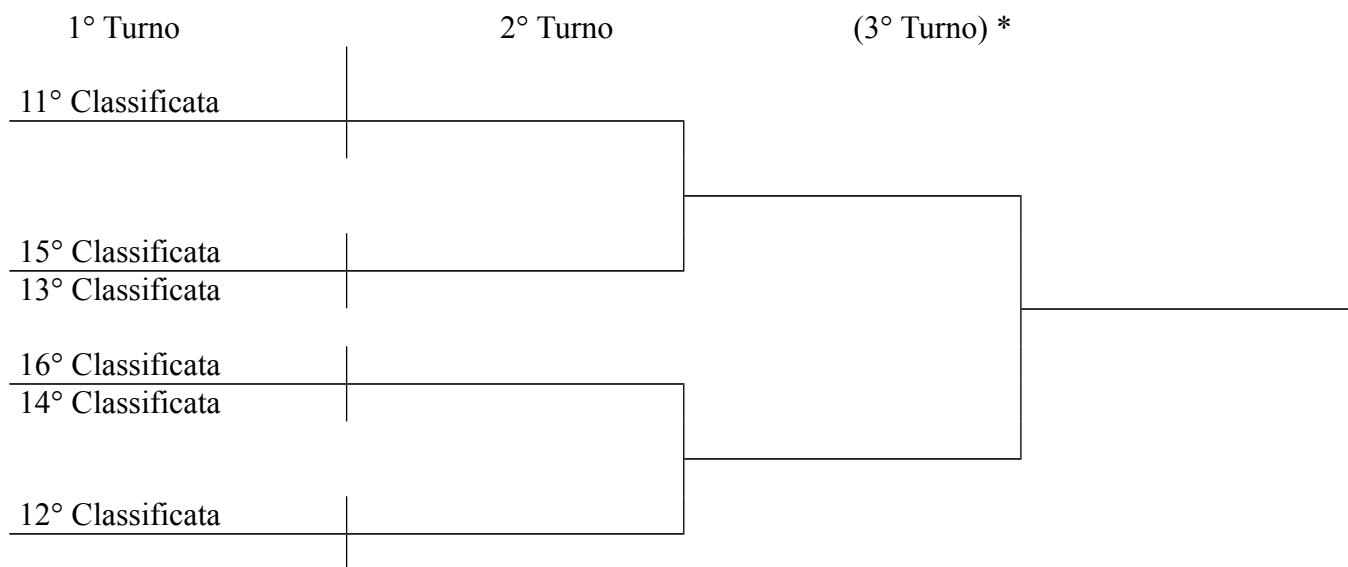 1° Turno 2° Turno (3° Turno) *
11° Classificata
15° Classificata
13° Classificata
16° Classificata
14° Classificata
12° Classificata